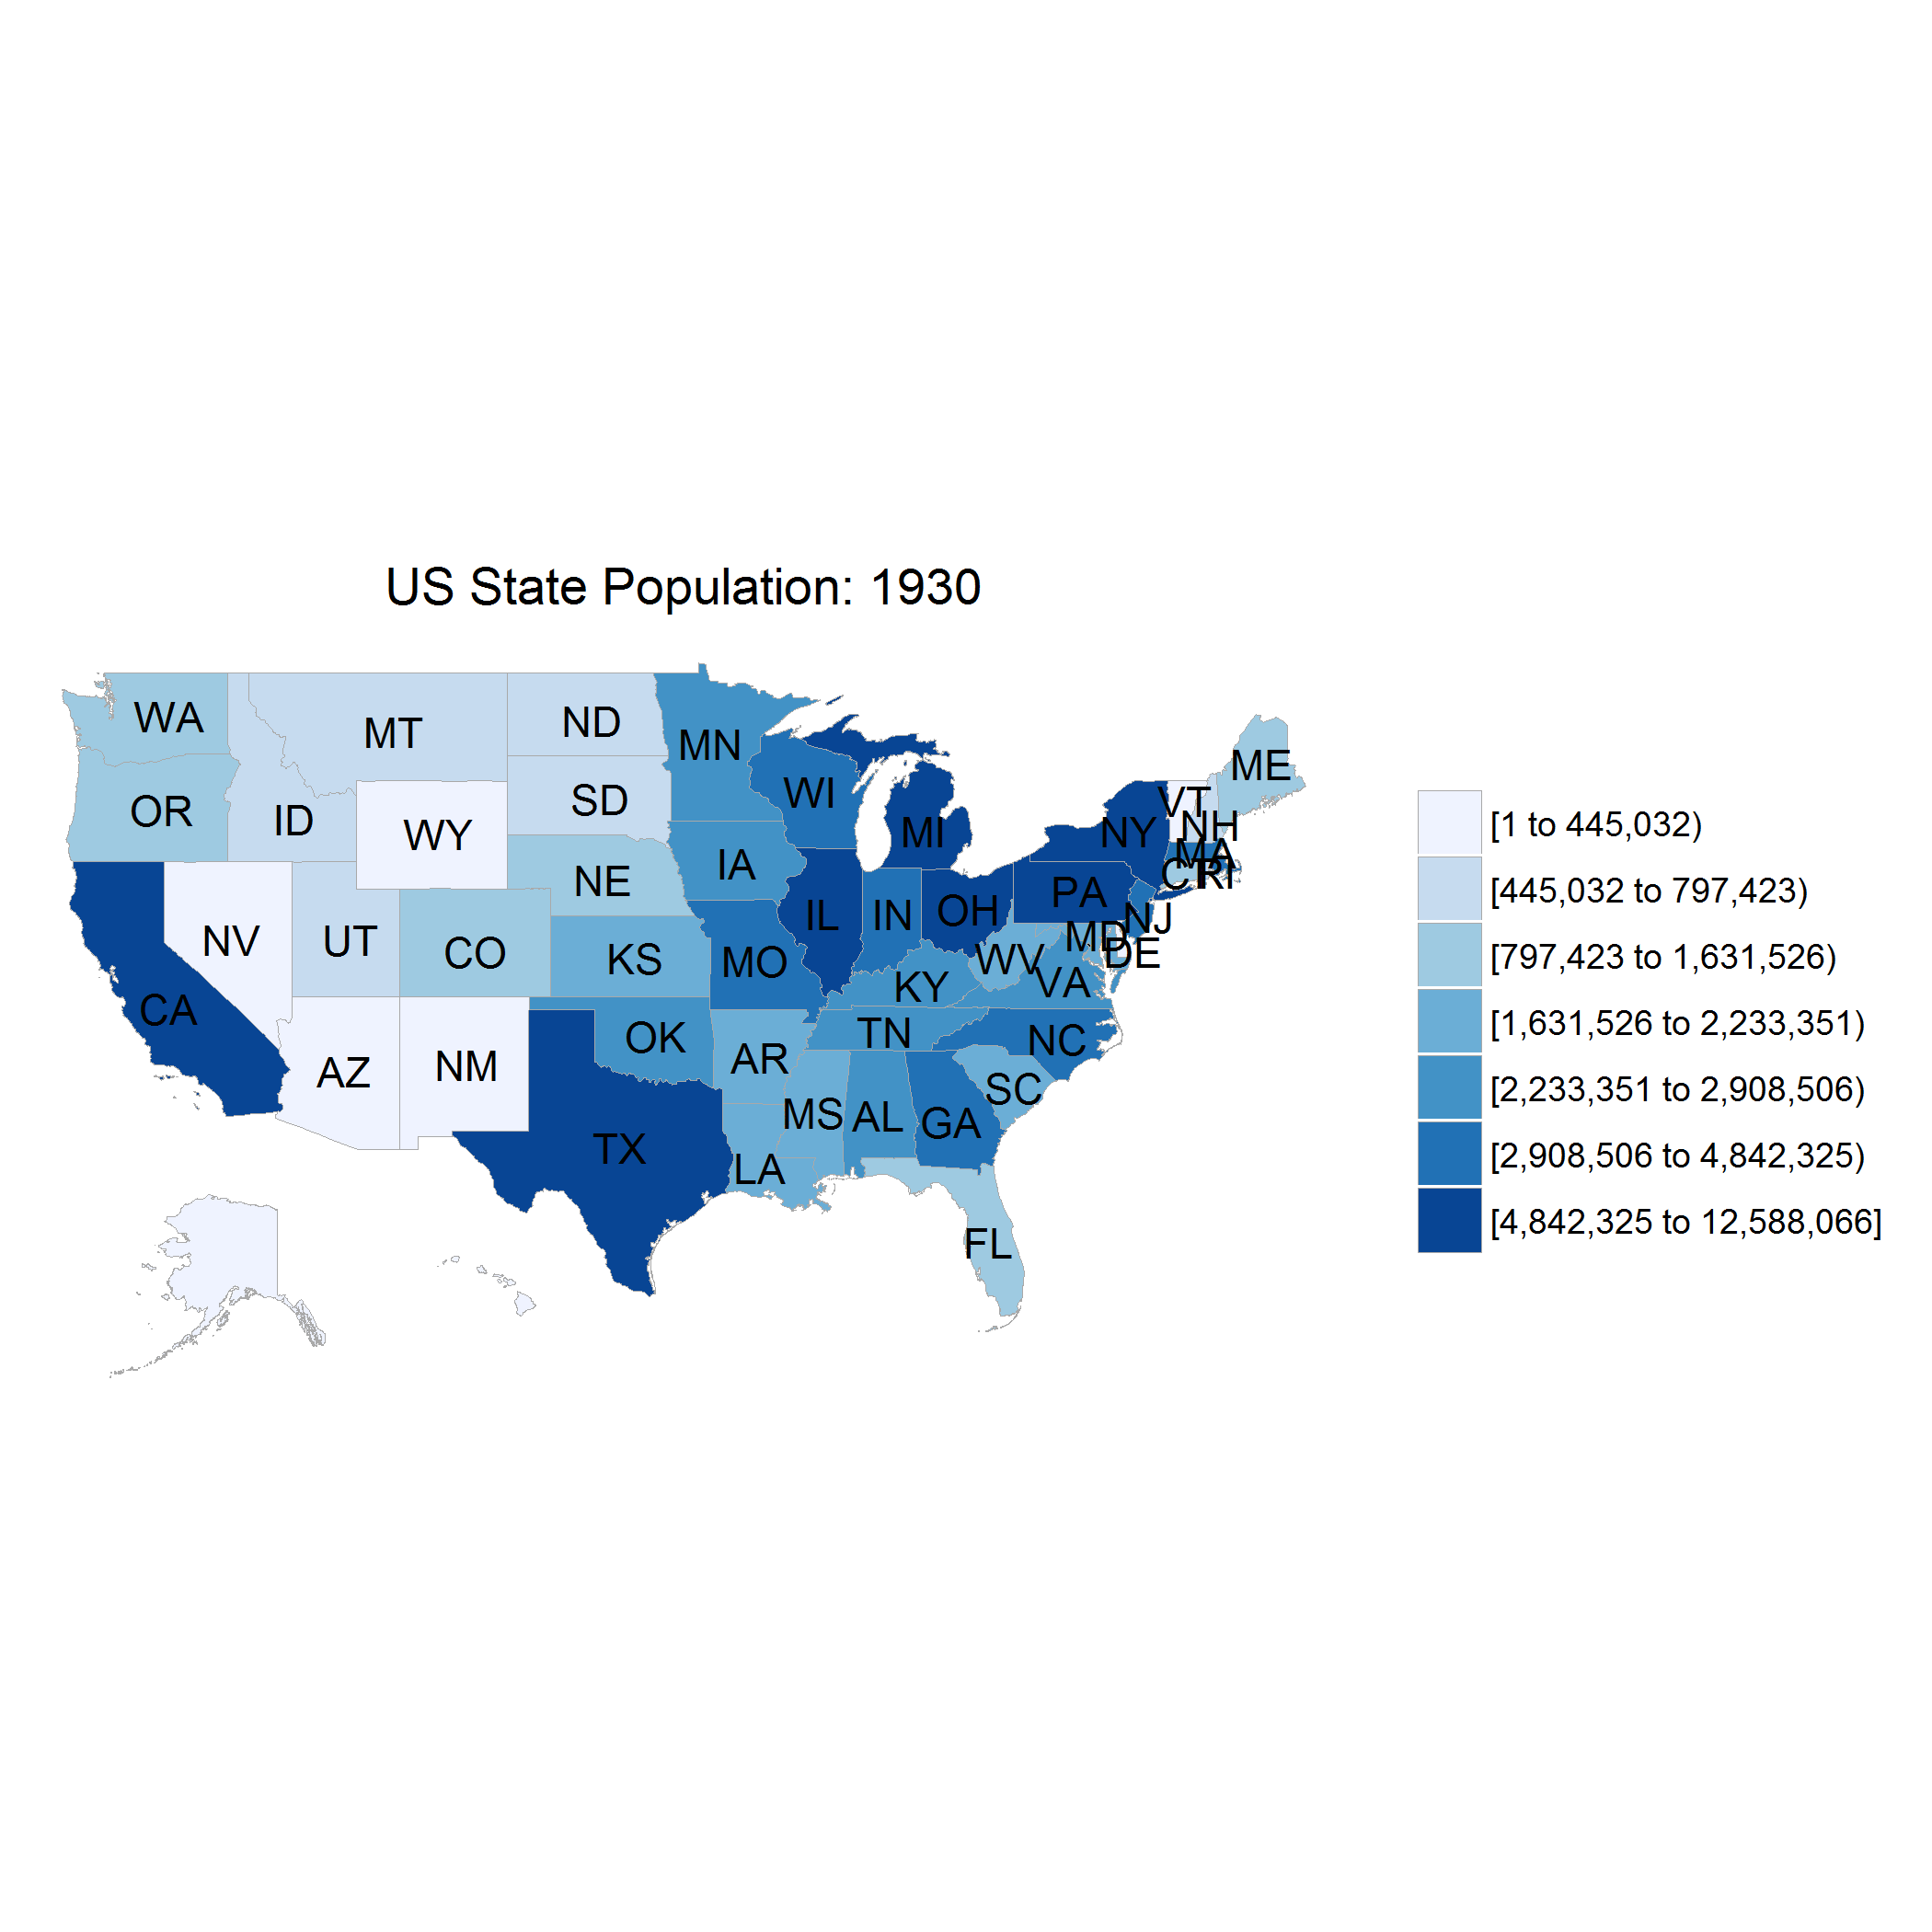 US State Population: 1930
WA
MT
ND
MN
ME
OR
ID
WY
SD
WI
MI
NY
VT
NH
MA
CT
RI
NE
IA
IL
IN
OH
PA
NJ
NV
UT
CO
KS
MO
WV
MD
DE
CA
KY
VA
AZ
NM
OK
AR
TN
NC
SC
TX
MS
AL
GA
LA
FL
[1 to 445,032)
[445,032 to 797,423)
[797,423 to 1,631,526)
[1,631,526 to 2,233,351)
[2,233,351 to 2,908,506)
[2,908,506 to 4,842,325)
[4,842,325 to 12,588,066]